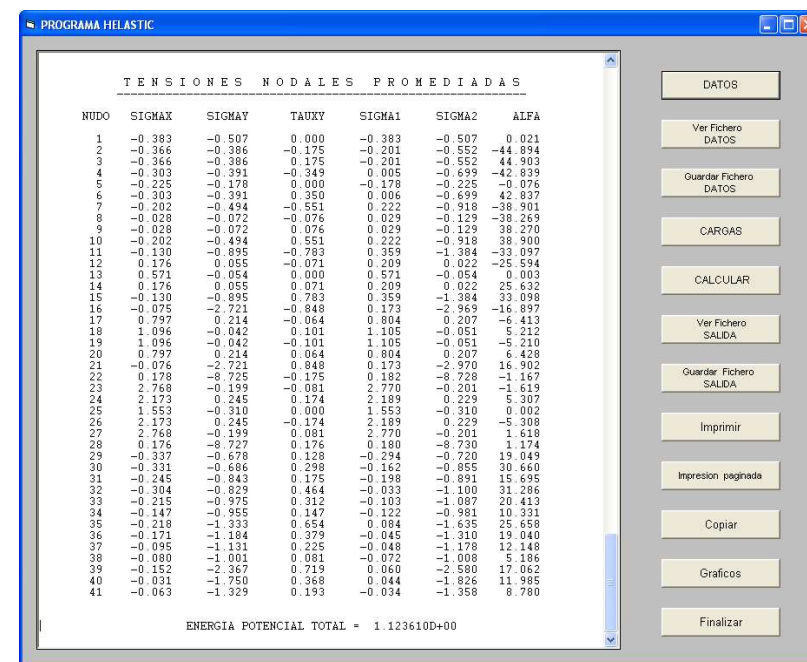 PROGRAMA HELASTIC
TENSIONES NODALES PROMEDIADAS
NUDO SIGMAX SIGMAY TAUXY SIGMA1 SIGMA2 ALFA
1 -0.383 -0.507 0.000 -0.383 -0.507 0.021
2 -0.366 -0.386 -0.175 -0.201 -0.552 -44.894
3 -0.366 -0.386 0.175 -0.201 -0.552 44.903
4 -0.303 -0.391 -0.349 0.005 -0.699 -42.839
5 -0.225 -0.178 0.000 -0.178 -0.225 -0.076
6 -0.303 -0.391 0.350 0.006 -0.699 42.837
7 -0.202 -0.494 -0.551 0.222 -0.918 -38.901
8 -0.028 -0.072 -0.076 0.029 -0.129 -38.269
9 -0.028 -0.072 0.076 0.029 -0.129 38.270
10 -0.202 -0.494 0.551 0.222 -0.918 38.900
11 -0.130 -0.895 -0.783 0.359 -1.384 -33.097
12 0.176 0.055 -0.071 0.209 0.022 -25.594
13 0.571 -0.054 0.000 0.571 -0.054 0.003
14 0.176 0.055 0.071 0.209 0.022 25.632
15 -0.130 -0.895 0.783 0.359 -1.384 33.098
16 -0.075 -2.721 -0.848 0.173 -2.969 -16.897
17 0.797 0.214 -0.064 0.804 0.207 -6.413
18 1.096 -0.042 0.101 1.105 -0.051 5.212
19 1.096 -0.042 -0.101 1.105 -0.051 -5.210
20 0.797 0.214 0.064 0.804 0.207 6.428
21 -0.076 -2.721 0.848 0.173 -2.970 16.902
22 0.178 -8.725 -0.175 0.182 -8.728 -1.167
23 2.768 -0.199 -0.081 2.770 -0.201 -1.619
24 2.173 0.245 0.174 2.189 0.229 5.307
25 1.553 -0.310 0.000 1.553 -0.310 0.002
26 2.173 0.245 -0.174 2.189 0.229 -5.308
27 2.768 -0.199 0.081 2.770 -0.201 1.618
28 0.176 -8.727 0.176 0.180 -8.730 1.174
29 -0.337 -0.678 0.128 -0.294 -0.720 19.049
30 -0.331 -0.686 0.298 -0.162 -0.855 30.660
31 -0.245 -0.843 0.175 -0.198 -0.891 15.695
32 -0.304 -0.829 0.464 -0.033 -1.100 31.286
33 -0.215 -0.975 0.312 -0.103 -1.087 20.413
34 -0.147 -0.955 0.147 -0.122 -0.981 10.331
35 -0.218 -1.333 0.654 0.084 -1.635 25.658
36 -0.171 -1.184 0.379 -0.045 -1.310 19.040
37 -0.095 -1.131 0.225 -0.048 -1.178 12.148
38 -0.080 -1.001 0.081 -0.072 -1.008 5.186
39 -0.152 -2.367 0.719 0.060 -2.580 17.062
40 -0.031 -1.750 0.368 0.044 -1.826 11.985
41 -0.063 -1.329 0.193 -0.034 -1.358 8.780
ENERGIA POTENCIAL TOTAL = 1.123610D+00
DATOS
Ver Fichero
DATOS
Guardar Fichero
DATOS
CARGAS
CALCULAR
Ver Fichero
SALIDA
Guardar Fichero
SALIDA
Imprimir
Impresion paginada
Copiar
Graficos
Finalizar